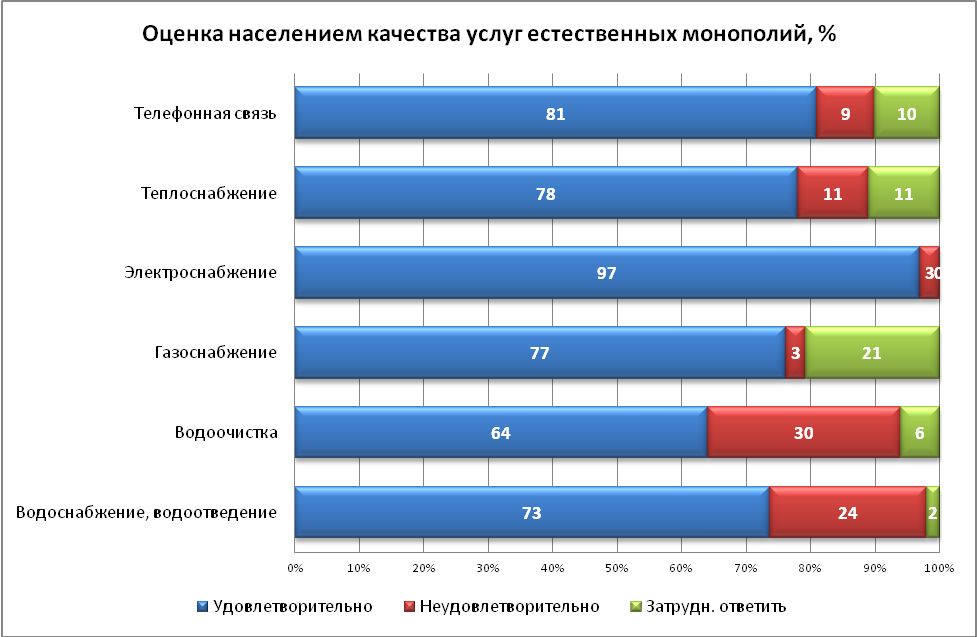 Оценка населением качества услуг естественных монополий, %
Телефонная связь
81 9 10
Теплоснабжение
78 11 11
Электроснабжение
97 3 0
Газоснабжение
77 3 21
Водоочистка
64 30 6
Водоснабжение, водоотведение
73 24 2
0% 10% 20% 30% 40% 50% 60% 70% 80% 90% 100%
Удовлетворительно Неудовлетворительно Затрудн. ответить